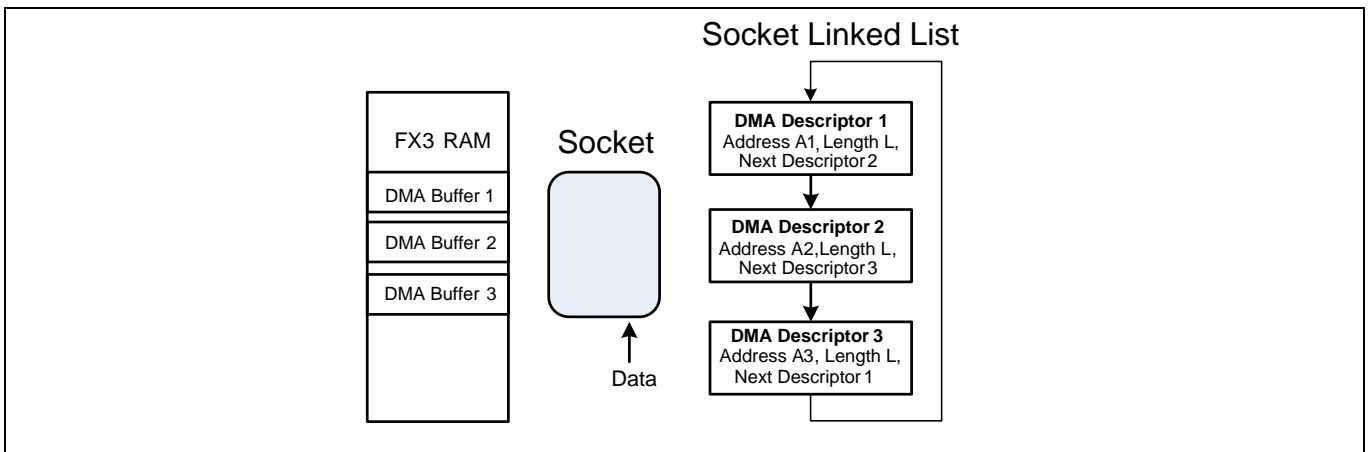 Socket Linked List
FX3 RAM
DMA Buffer 1
DMA Buffer 2
DMA Buffer 3
Socket
Data
DMA Descriptor 1
Address A1, Length L,
Next Descriptor 2
DMA Descriptor 2
Address A2,Length L,
Next Descriptor 3
DMA Descriptor 3
Address A3, Length L,
Next Descriptor 1